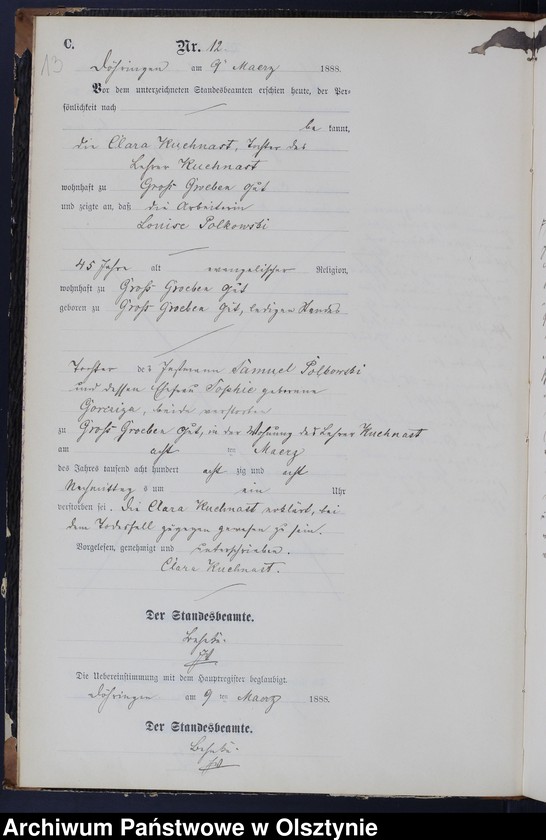 C.
Nr. 12
13
Döhringen am 9 Maerz 1888.
Vor dem unterzeichneten Standesbeamten erschien heute, der Per-
sönlichkeit nach
be kannt,
die Clara Kuchnast, Tochter des
Lehrer Kuchnast
wohnhaft zu Groß Groeben Gut
und zeigte an, daß die Arbeiterin
Louise Polkowski
45 Jahre alt evangelischer Religion,
wohnhaft zu Groß Groeben Gut
geboren zu Groß Groeben Gut, ledigen Standes
Tochter des Instmann Samuel Polkowski
und dessen Ehefrau Sophie geborene
beide verstorben
zu Groß Groeben Gut, in der Wohnung des Lehrer Kuchnast
am acht ten Maerz
des Jahres tausend acht hundert acht zig und acht
Nachmittag s um ein Uhr
verstorben sei. Die Clara Kuchnast erklärt, bei
dem Todesfall zugegen gewesen zu sein.
Vorgelesen, genehmigt und unterschrieben.
Clara Kuchnast.
Der Standesbeamte.
Die Uebereinstimmung mit dem Hauptregister beglaubigt.
Döhringen am 9 ten Maerz 1888.
Der Standesbeamte.
Archiwum Państwowe w Olsztynie